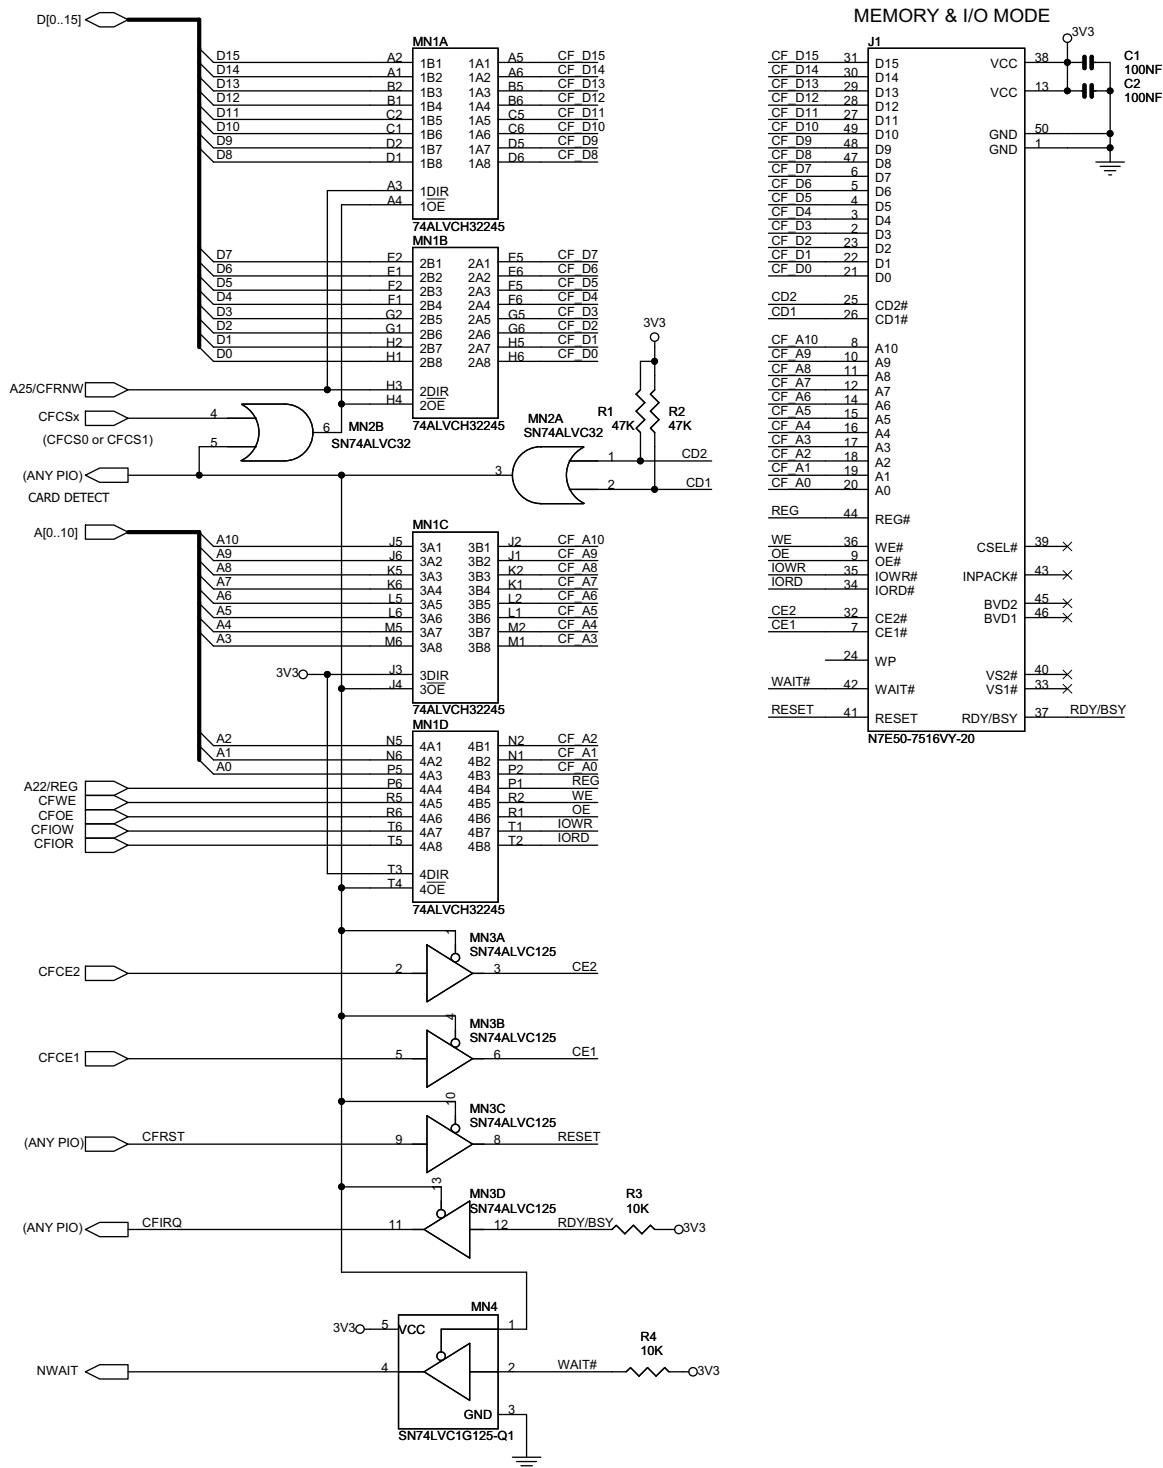 MEMORY & I/O MODE
D[0..15]
MN1A
D15 A2 1B1 1A1 A5 CF_D15
D14 A1 1B2 1A2 A6 CF_D14
D13 B2 1B3 1A3 B5 CF_D13
D12 B1 1B4 1A4 B6 CF_D12
D11 C2 1B5 1A5 C5 CF_D11
D10 C1 1B6 1A6 C6 CF_D10
D9 D2 1B7 1A7 D5 CF_D9
D8 D1 1B8 1A8 D6 CF_D8
A3 1DIR
A4 1OE
74ALVCH32245
MN1B
D7 E2 2B1 2A1 E5 CF_D7
D6 E1 2B2 2A2 E6 CF_D6
D5 F2 2B3 2A3 F5 CF_D5
D4 F1 2B4 2A4 F6 CF_D4
D3 G2 2B5 2A5 G5 CF_D3
D2 G1 2B6 2A6 G6 CF_D2
D1 H2 2B7 2A7 H5 CF_D1
D0 H1 2B8 2A8 H6 CF_D0
A25/CFRNW H3 2DIR
H4 2OE
74ALVCH32245
CFCSx 4
(CFCS0 or CFCS1) 5
6 MN2B
SN74ALVC32
3V3
R1
47K
R2
47K
MN2A
SN74ALVC32
(ANY PIO) 3 1 CD2
2 CD1
CARD DETECT
A[0..10]
MN1C
A10 J5 3A1 3B1 J2 CF_A10
A9 J6 3A2 3B2 J1 CF_A9
A8 K5 3A3 3B3 K2 CF_A8
A7 K6 3A4 3B4 K1 CF_A7
A6 L5 3A5 3B5 L2 CF_A6
A5 L6 3A6 3B6 L1 CF_A5
A4 M5 3A7 3B7 M2 CF_A4
A3 M6 3A8 3B8 M1 CF_A3
3V3 J3 3DIR
J4 3OE
74ALVCH32245
MN1D
A2 N5 4A1 4B1 N2 CF_A2
A1 N6 4A2 4B2 N1 CF_A1
A0 P5 4A3 4B3 P2 CF_A0
A22/REG P6 4A4 4B4 P1 REG
CFWE R5 4A5 4B5 R2 WE
CFOE R6 4A6 4B6 R1 OE
CFIOW T6 4A7 4B7 T1 IOWR
CFIOR T5 4A8 4B8 T2 IORD
T3 4DIR
T4 4OE
74ALVCH32245
1 MN3A
SN74ALVC125
CFCE2 2 3 CE2
4 MN3B
SN74ALVC125
CFCE1 5 6 CE1
10 MN3C
SN74ALVC125
(ANY PIO) CFRST 9 8 RESET
13 MN3D
SN74ALVC125
R3
10K
(ANY PIO) CFIRQ 11 12 RDY/BSY 3V3
MN4
3V3 5 VCC 1
R4
10K
NWAIT 4 2 WAIT# 3V3
GND 3
SN74LVC1G125-Q1
J1
3V3
CF_D15 31 D15 VCC 38
C1
100NF
CF_D14 30 D14
CF_D13 29 D13 VCC 13
C2
100NF
CF_D12 28 D12
CF_D11 27 D11
CF_D10 49 D10 GND 50
CF_D9 48 D9 GND 1
CF_D8 47 D8
CF_D7 6 D7
CF_D6 5 D6
CF_D5 4 D5
CF_D4 3 D4
CF_D3 2 D3
CF_D2 23 D2
CF_D1 22 D1
CF_D0 21 D0
CD2 25 CD2#
CD1 26 CD1#
CF_A10 8 A10
CF_A9 10 A9
CF_A8 11 A8
CF_A7 12 A7
CF_A6 14 A6
CF_A5 15 A5
CF_A4 16 A4
CF_A3 17 A3
CF_A2 18 A2
CF_A1 19 A1
CF_A0 20 A0
REG 44 REG#
WE 36 WE# CSEL# 39
OE 9 OE#
IOWR 35 IOWR# INPACK# 43
IORD 34 IORD#
BVD2 45
CE2 32 CE2# BVD1 46
CE1 7 CE1#
24 WP
VS2# 40
WAIT# 42 WAIT# VS1# 33
RESET 41 RESET RDY/BSY 37 RDY/BSY
N7E50-7516VY-20